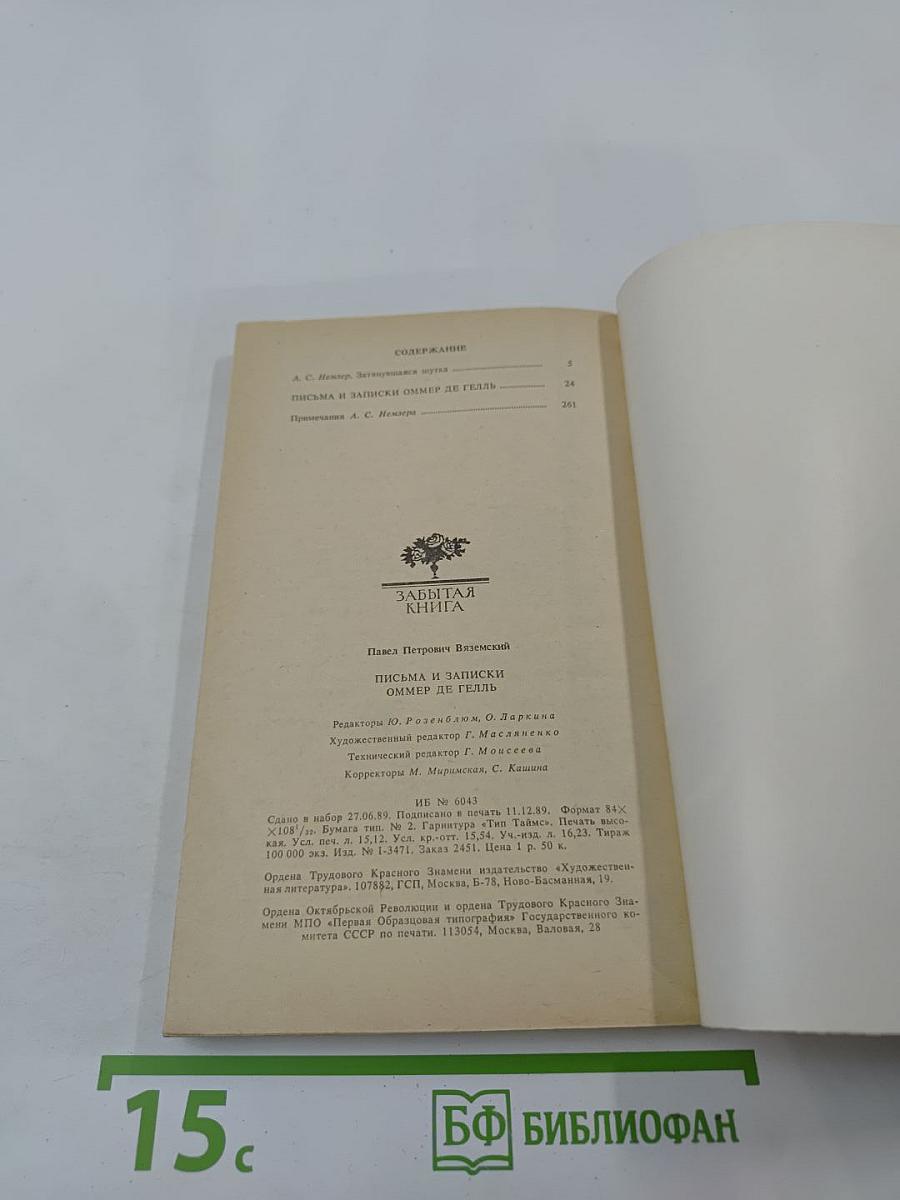 СОДЕРЖАНИЕ
А. С. Немзер. Затянувшаяся шутка 5
ПИСЬМА И ЗАПИСКИ ОММЕР ДЕ ГЕЛЛЬ 24
Примечания А. С. Немзера 261
ЗАБЫТАЯ
КНИГА
Павел Петрович Вяземский
ПИСЬМА И ЗАПИСКИ
ОММЕР ДЕ ГЕЛЛЬ
Редакторы Ю. Розенблюм, О. Ларкина
Художественный редактор Г. Масляненко
Технический редактор Г. Моисеева
Корректоры М. Миримская, С. Кашина
ИБ № 6043
Сдано в набор 27.06.89. Подписано в печать 11.12.89. Формат 84×
×108¹/₃₂. Бумага тип. № 2. Гарнитура «Тип Таймс». Печать высо-
кая. Усл. печ. л. 15,12. Усл. кр.-отт. 15,54. Уч.-изд. л. 16,23. Тираж
100 000 экз. Изд. № I-3471. Заказ 2451. Цена 1 р. 50 к.
Ордена Трудового Красного Знамени издательство «Художествен-
ная литература». 107882, ГСП, Москва, Б-78, Ново-Басманная, 19.
Ордена Октябрьской Революции и ордена Трудового Красного Зна-
мени МПО «Первая Образцовая типография» Государственного ко-
митета СССР по печати. 113054, Москва, Валовая, 28
15 с
БФ БИБЛИОФАН